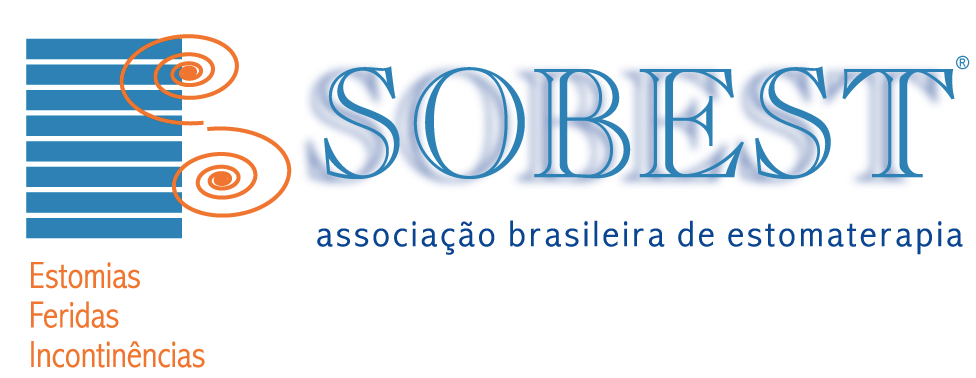 SOBEST®
associação brasileira de estomaterapia
Estomias
Feridas
Incontinências